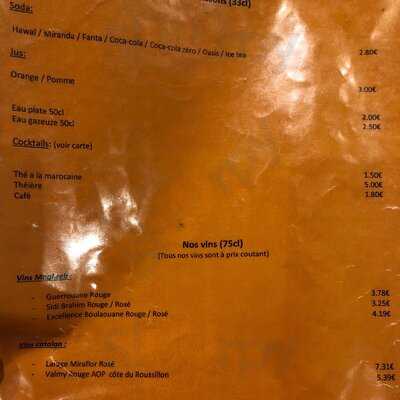 (33cl)
Soda:
Hawaï / Miranda / Fanta / Coca-cola / Coca-cola zéro / Oasis / Ice tea 2.80€
Jus:
Orange / Pomme 3.00€
Eau plate 50cl 2.00€
Eau gazeuze 50cl 2.50€
Cocktails: (voir carte)
Thé a la marocaine 1.50€
Théière 5.00€
Café 1.80€
Nos vins (75cl)
(Tous nos vins sont à prix coutant)
Vins Maghreb :
- Guerrouane Rouge 3.78€
- Sidi Brahim Rouge / Rosé 3.25€
- Excellence Boulaouane Rouge / Rosé 4.19€
Vins catalan :
- Miraflor Rosé 7.31€
- Valmy Rouge AOP côte du Roussillon 5.39€